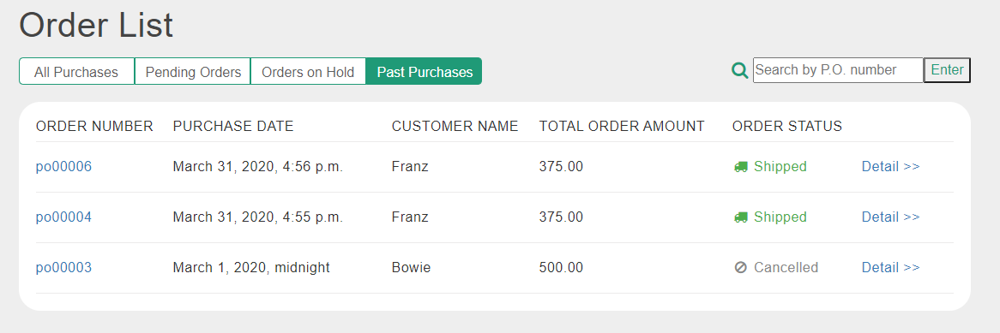 Order List
All Purchases Pending Orders Orders on Hold Past Purchases Search by P.O. number Enter
ORDER NUMBER PURCHASE DATE CUSTOMER NAME TOTAL ORDER AMOUNT ORDER STATUS
po00006 March 31, 2020, 4:56 p.m. Franz 375.00 Shipped Detail >>
po00004 March 31, 2020, 4:55 p.m. Franz 375.00 Shipped Detail >>
po00003 March 1, 2020, midnight Bowie 500.00 Cancelled Detail >>